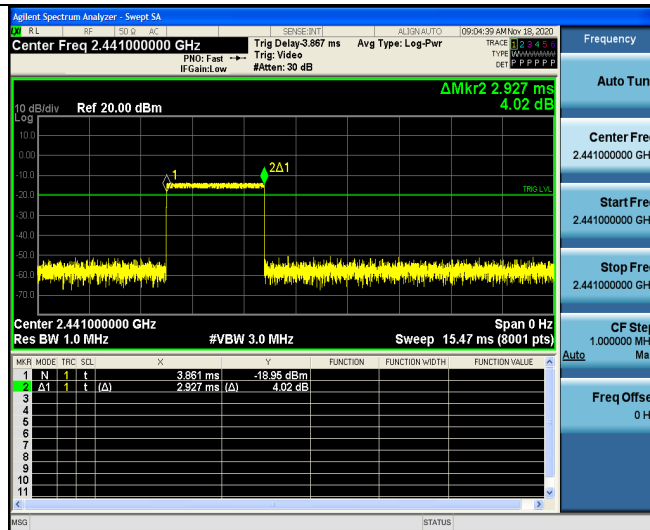 Agilent Spectrum Analyzer - Swept SA
LXI RL RF 50 Ω AC SENSE:INT ALIGN AUTO 09:04:39 AM Nov 18, 2020
Center Freq 2.441000000 GHz Trig Delay-3.867 ms Avg Type: Log-Pwr TRACE 1 2 3 4 5 6
PNO: Fast Trig: Video TYPE WWWWWW
IFGain:Low #Atten: 30 dB DET P P P P P P
ΔMkr2 2.927 ms
4.02 dB
10 dB/div Ref 20.00 dBm
Log
10.0
0.00
-10.0
-20.0
-30.0
-40.0
-50.0
-60.0
-70.0
1
2Δ1
TRIG LVL
Center 2.441000000 GHz Span 0 Hz
Res BW 1.0 MHz #VBW 3.0 MHz Sweep 15.47 ms (8001 pts)
MKR MODE TRC SCL X Y FUNCTION FUNCTION WIDTH FUNCTION VALUE
1 N 1 t 3.861 ms -18.95 dBm
2 Δ1 1 t (Δ) 2.927 ms (Δ) 4.02 dB
3
4
5
6
7
8
9
10
11
MSG STATUS
Frequency
Auto Tun
Center Fre
2.441000000 GH
Start Fre
2.441000000 GH
Stop Fre
2.441000000 GH
CF Step
1.000000 MH
Auto Ma
Freq Offse
0 H